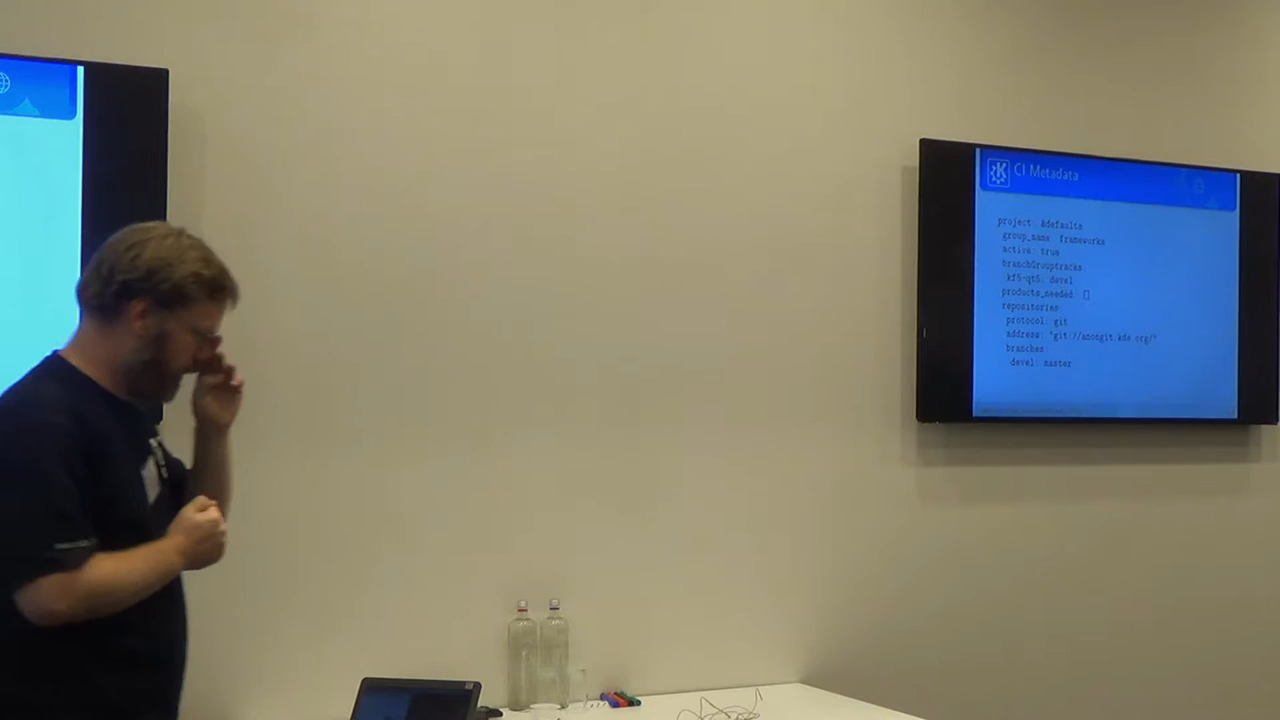 CI Metadata
project: &defaults
group_name: frameworks
active: true
branchGrouptracks:
kf5-qt5: devel
products_needed: []
repositories:
protocol: git
address: "git://anongit.kde.org/"
branches:
devel: master